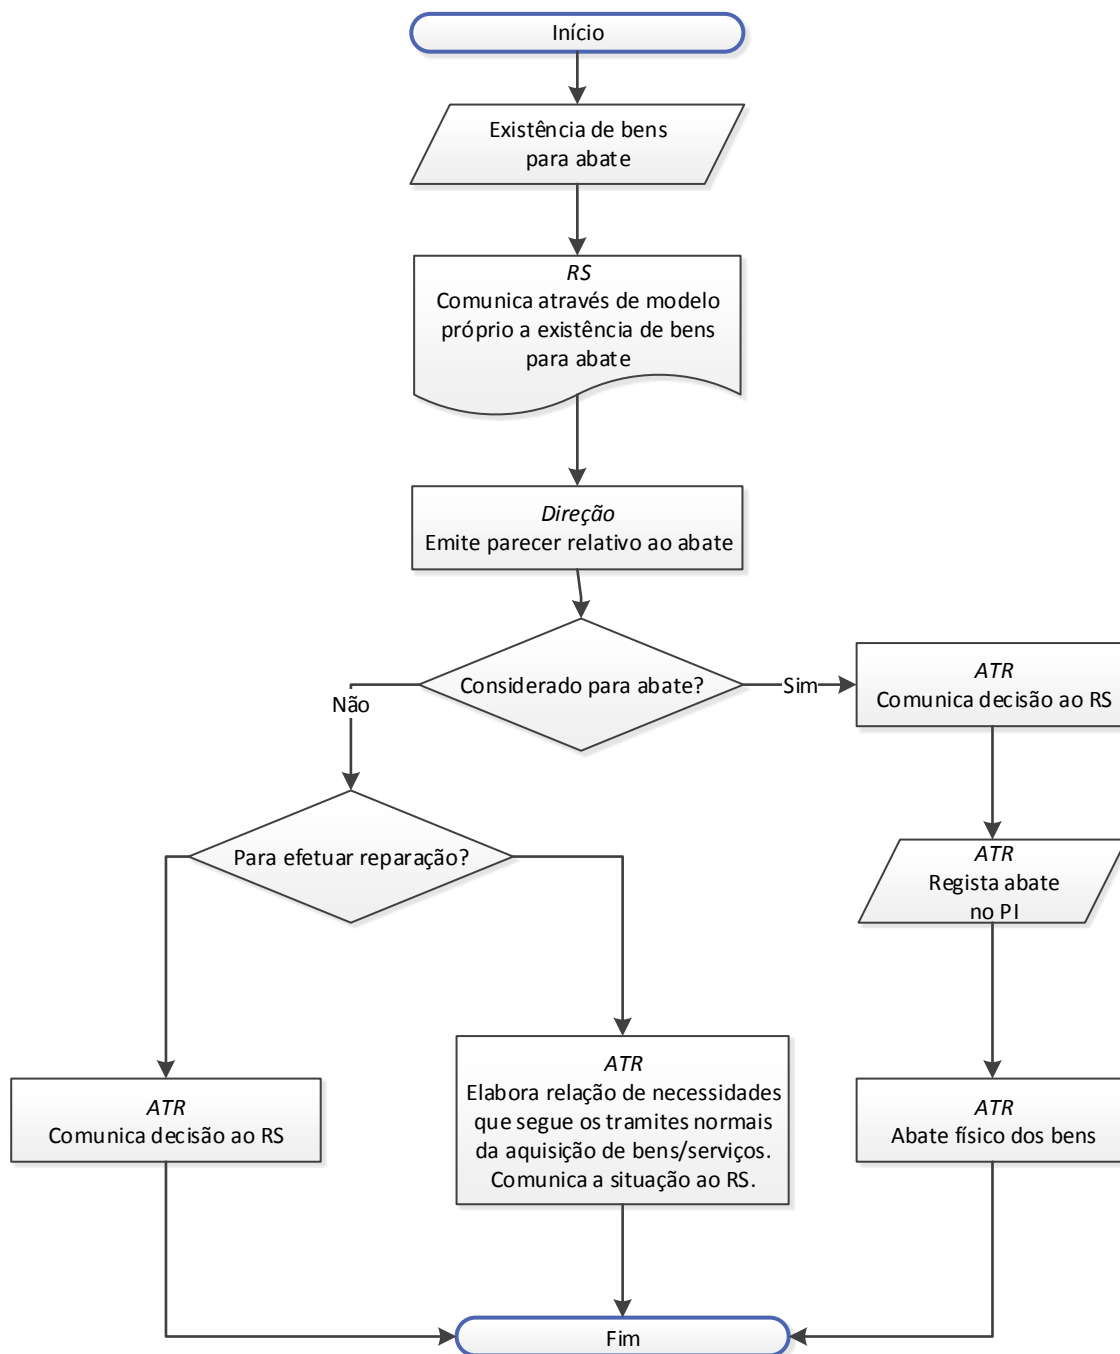 Início
Existência de bens
para abate
RS
Comunica através de modelo
próprio a existência de bens
para abate
Direção
Emite parecer relativo ao abate
Considerado para abate?
Sim
Não
ATR
Comunica decisão ao RS
Para efetuar reparação?
ATR
Regista abate
no PI
ATR
Comunica decisão ao RS
ATR
Elabora relação de necessidades
que segue os tramites normais
da aquisição de bens/serviços.
Comunica a situação ao RS.
ATR
Abate físico dos bens
Fim